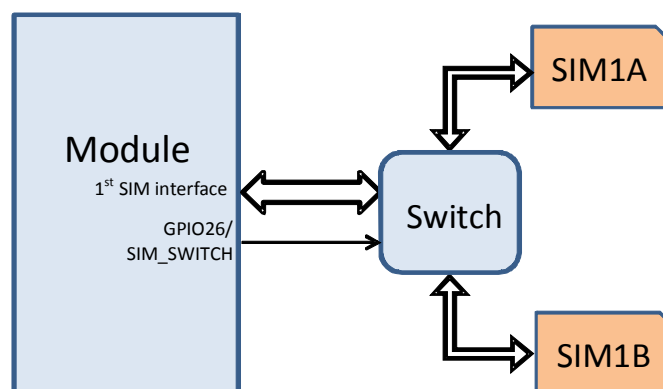 SIM1A
Module
1st SIM interface
Switch
GPIO26/
SIM_SWITCH
SIM1B